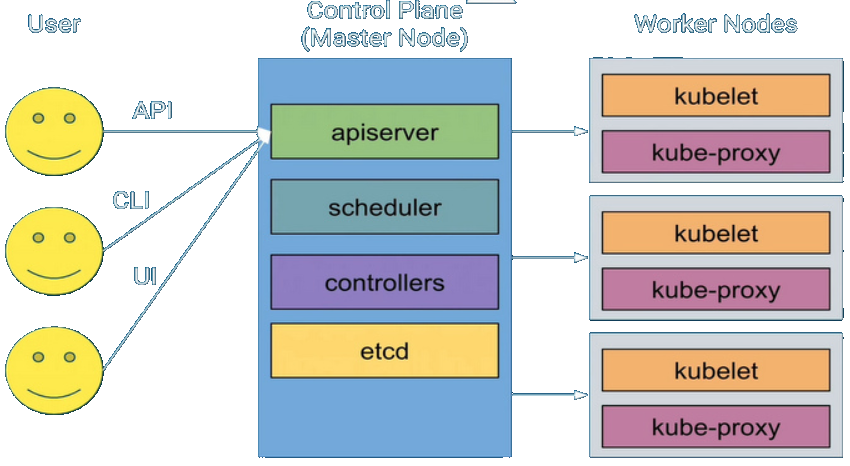 User
Control Plane
(Master Node)
Worker Nodes
API
CLI
UI
apiserver
scheduler
controllers
etcd
kubelet
kube-proxy
kubelet
kube-proxy
kubelet
kube-proxy